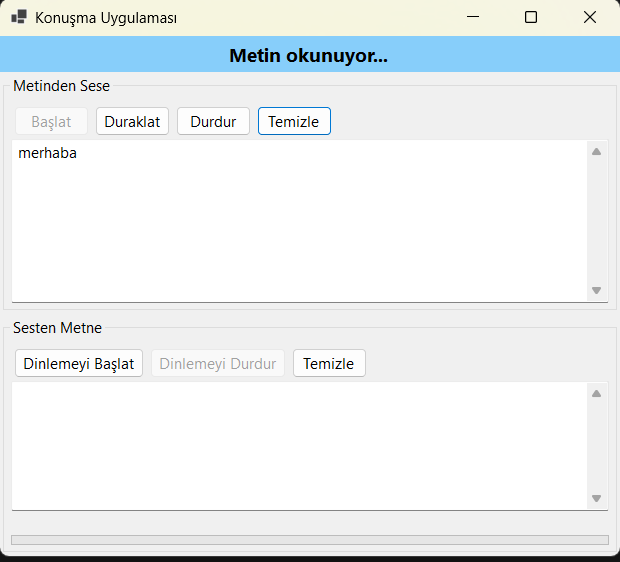 Konuşma Uygulaması
Metin okunuyor...
Metinden Sese
Başlat Duraklat Durdur Temizle
merhaba
Sesten Metne
Dinlemeyi Başlat Dinlemeyi Durdur Temizle